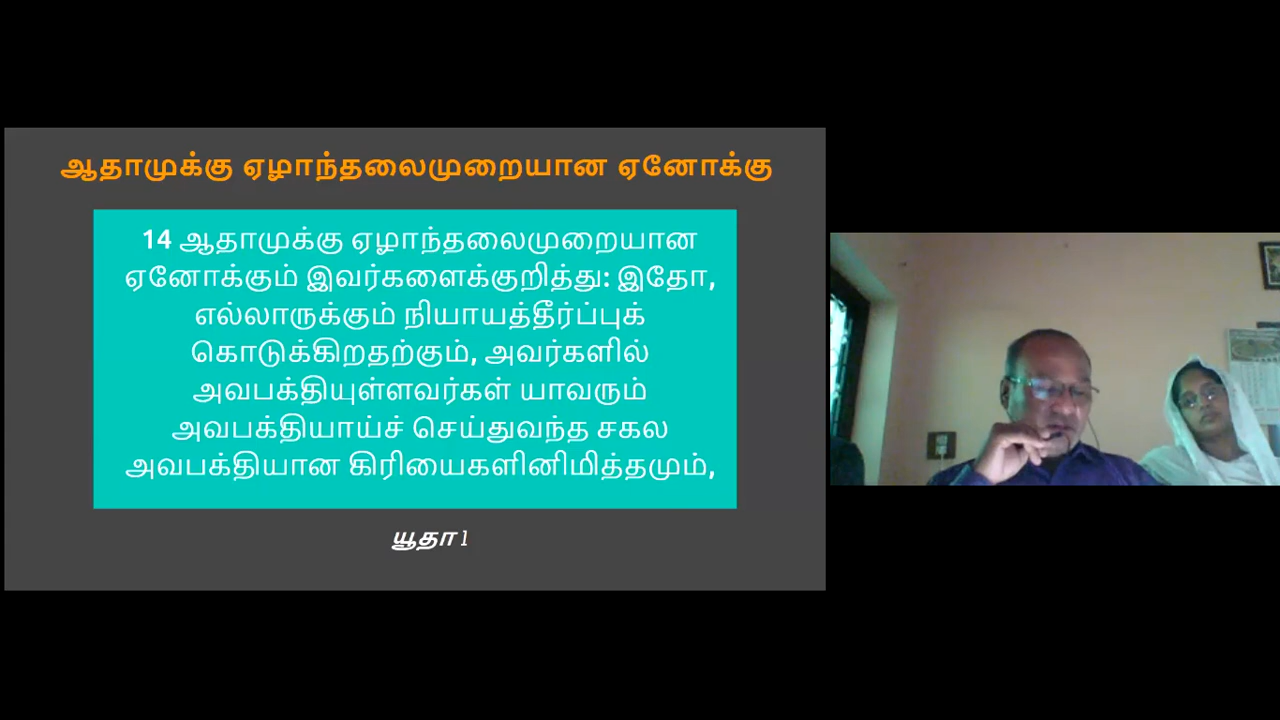 ஆதாமுக்கு ஏழாந்தலைமுறையான ஏனோக்கு
14 ஆதாமுக்கு ஏழாந்தலைமுறையான
ஏனோக்கும் இவர்களைக்குறித்து: இதோ,
எல்லாருக்கும் நியாயத்தீர்ப்புக்
கொடுக்கிறதற்கும், அவர்களில்
அவபக்தியுள்ளவர்கள் யாவரும்
அவபக்தியாய்ச் செய்துவந்த சகல
அவபக்தியான கிரியைகளினிமித்தமும்,
யூதா 1